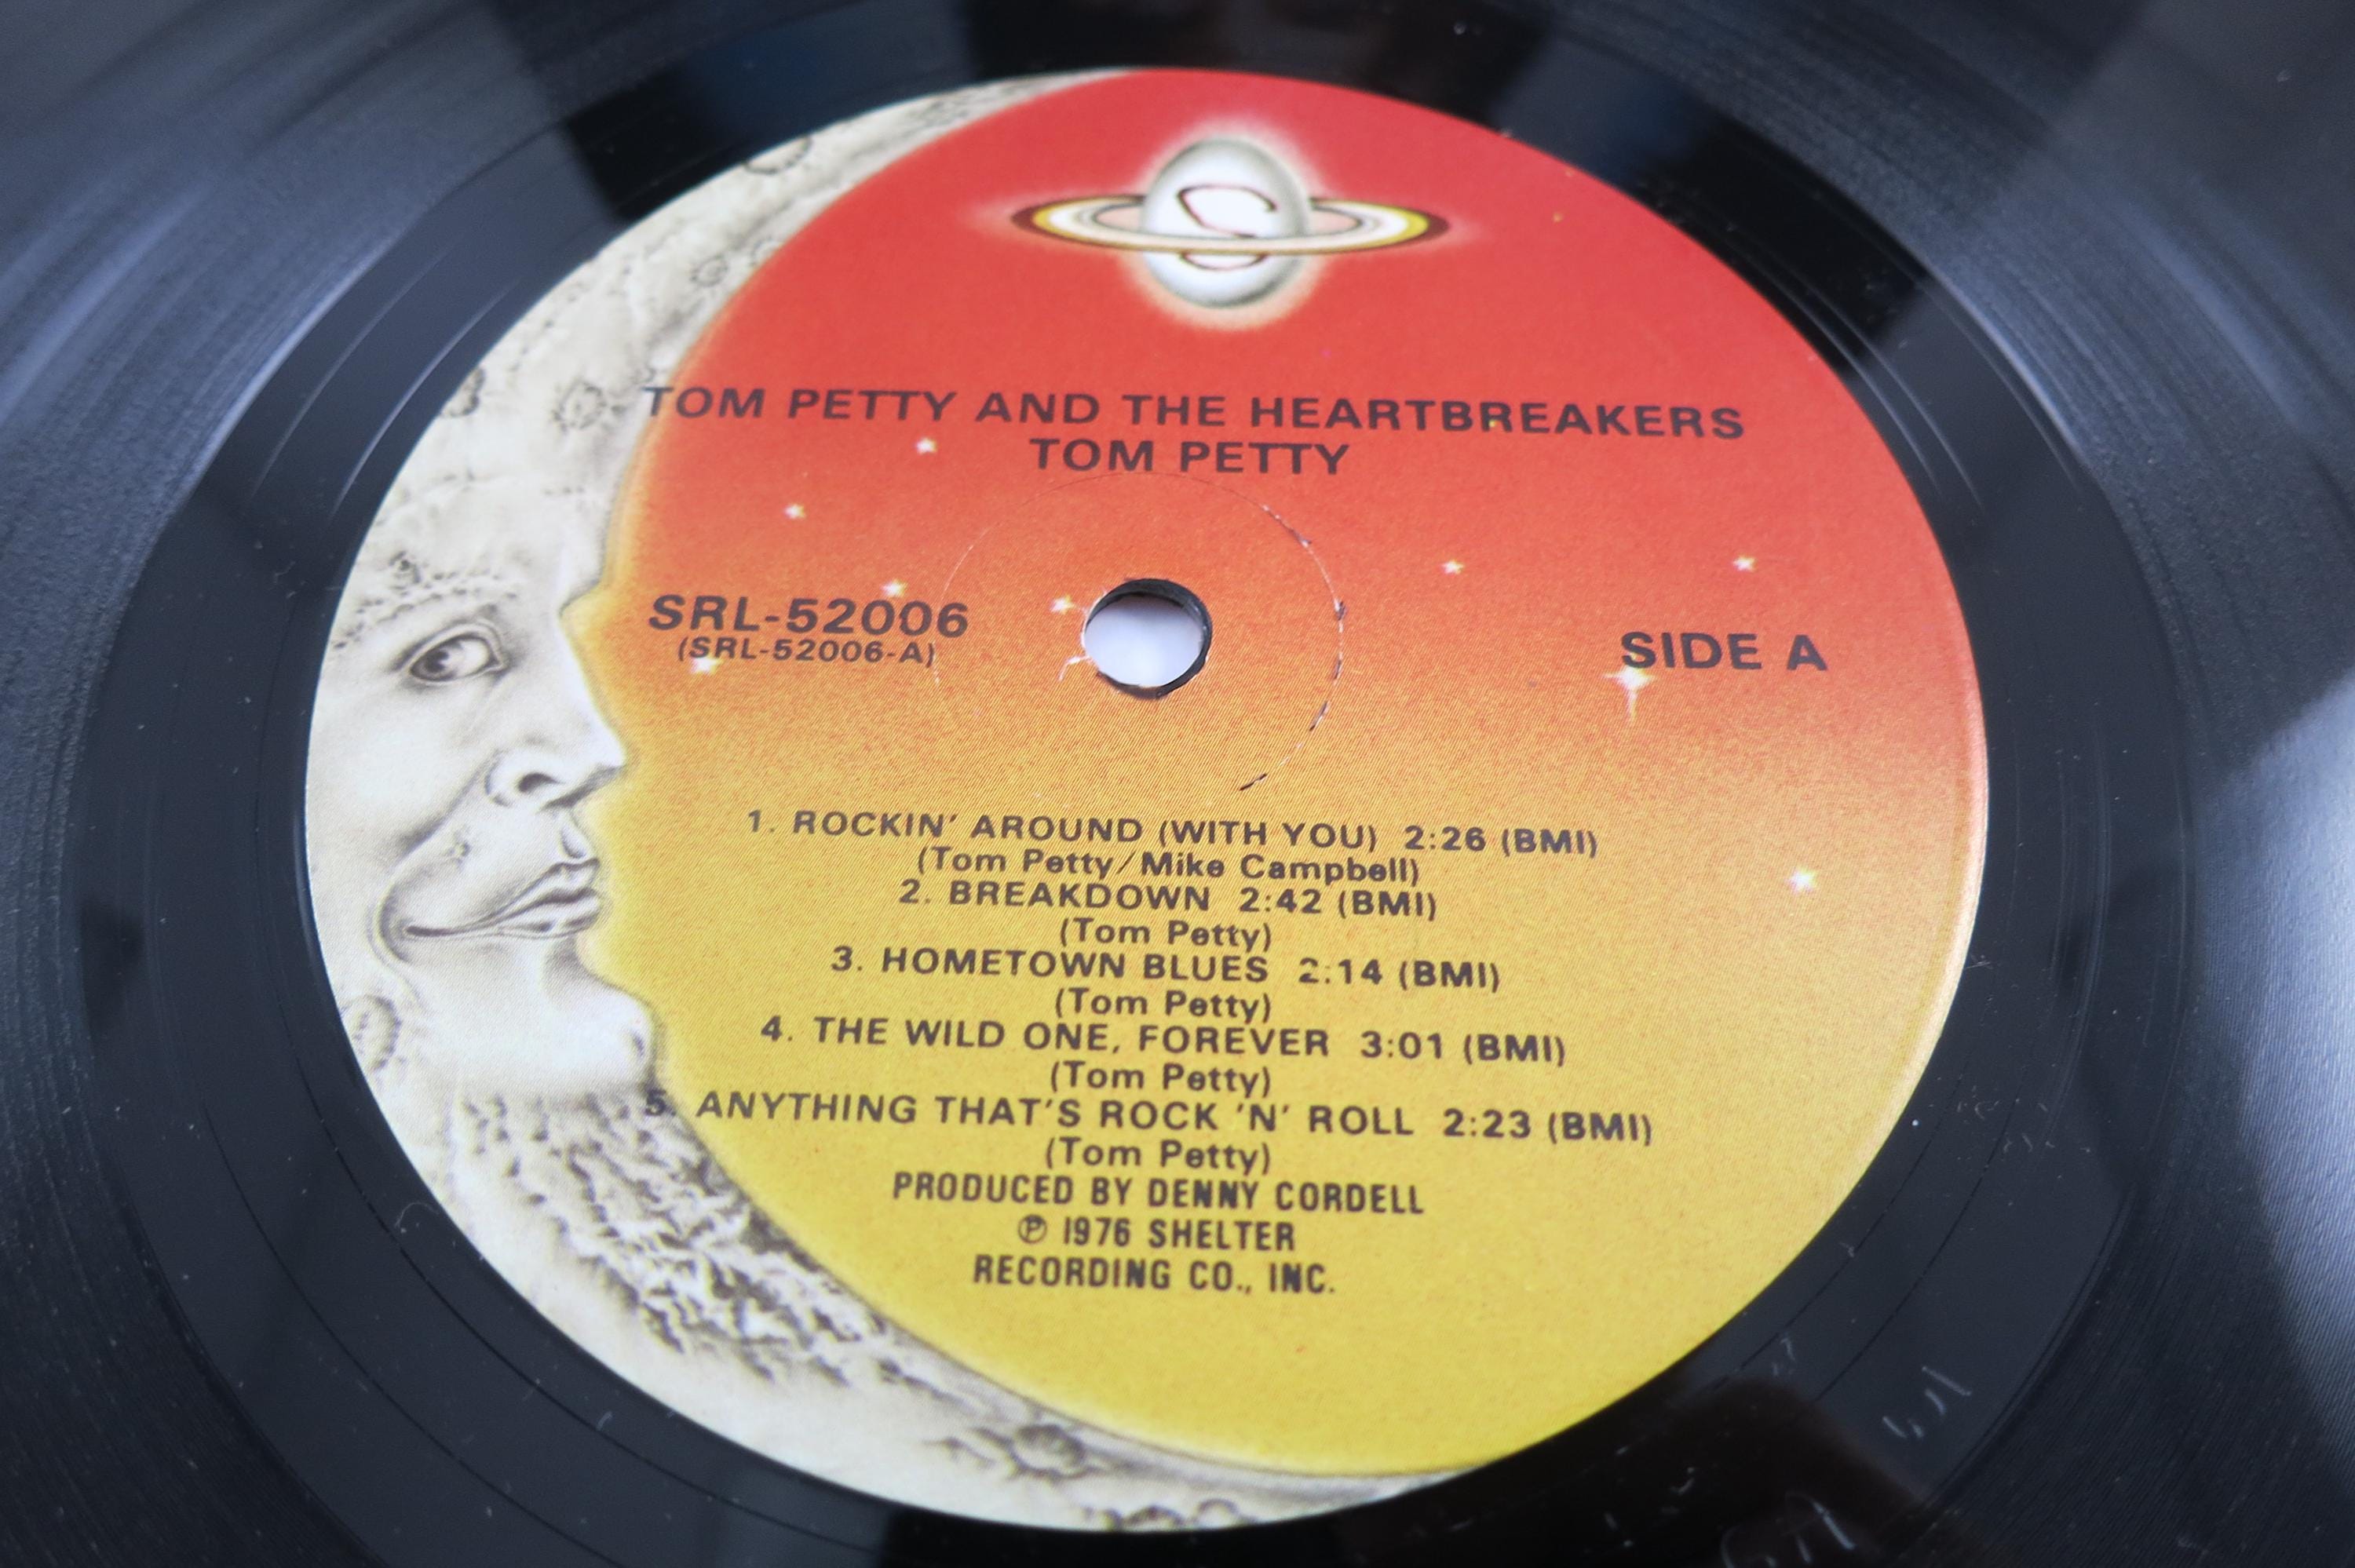 TOM PETTY AND THE HEARTBREAKERS
TOM PETTY
SRL-52006
(SRL-52006-A)
SIDE A
1. ROCKIN' AROUND (WITH YOU) 2:26 (BMI)
(Tom Petty/Mike Campbell)
2. BREAKDOWN 2:42 (BMI)
(Tom Petty)
3. HOMETOWN BLUES 2:14 (BMI)
(Tom Petty)
4. THE WILD ONE, FOREVER 3:01 (BMI)
(Tom Petty)
5. ANYTHING THAT'S ROCK 'N' ROLL 2:23 (BMI)
(Tom Petty)
PRODUCED BY DENNY CORDELL
℗ 1976 SHELTER
RECORDING CO., INC.